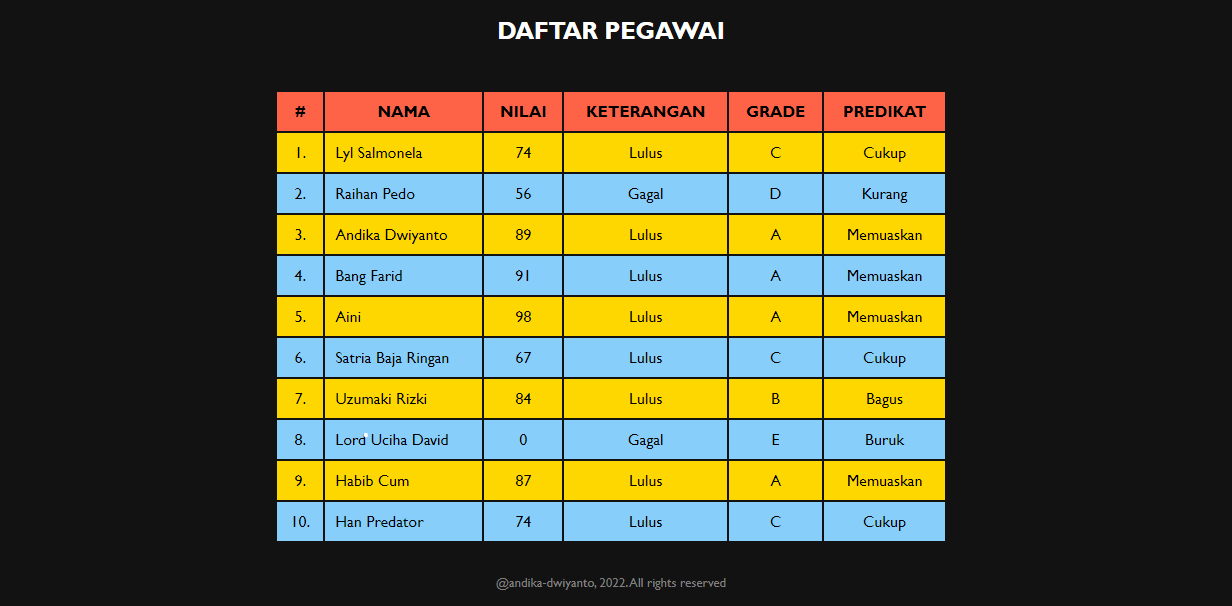 DAFTAR PEGAWAI
# NAMA NILAI KETERANGAN GRADE PREDIKAT
1. Lyl Salmonela 74 Lulus C Cukup
2. Raihan Pedo 56 Gagal D Kurang
3. Andika Dwiyanto 89 Lulus A Memuaskan
4. Bang Farid 91 Lulus A Memuaskan
5. Aini 98 Lulus A Memuaskan
6. Satria Baja Ringan 67 Lulus C Cukup
7. Uzumaki Rizki 84 Lulus B Bagus
8. Lord Uciha David 0 Gagal E Buruk
9. Habib Cum 87 Lulus A Memuaskan
10. Han Predator 74 Lulus C Cukup
@andika-dwiyanto, 2022. All rights reserved